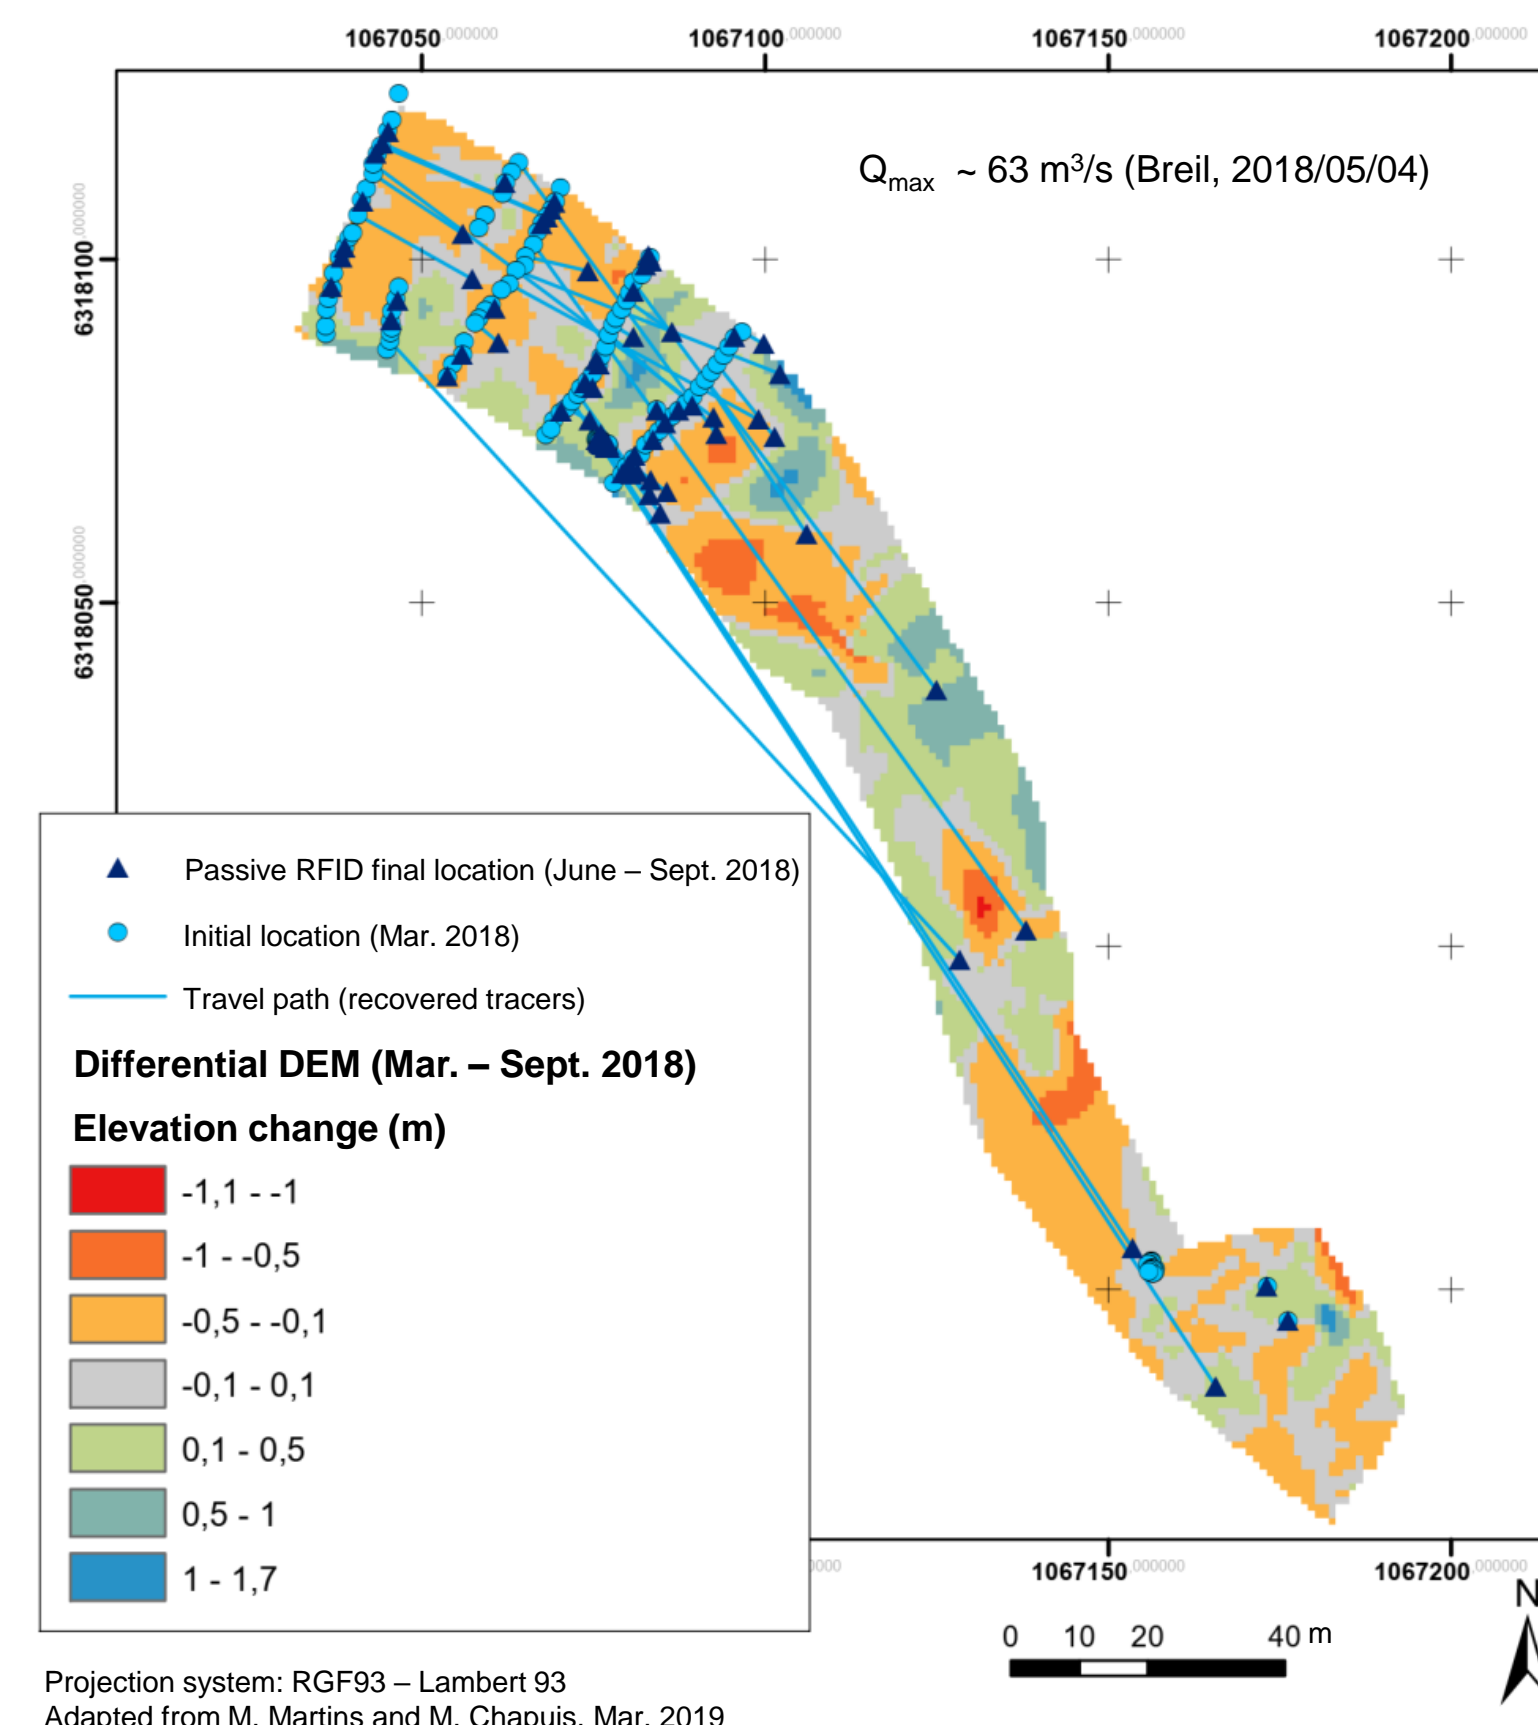 1067050,000000 1067100,000000 1067150,000000 1067200,000000
Qmax ~ 63 m³/s (Breil, 2018/05/04)
6318100,000000
6318050,000000
Passive RFID final location (June – Sept. 2018)
Initial location (Mar. 2018)
Travel path (recovered tracers)
Differential DEM (Mar. – Sept. 2018)
Elevation change (m)
-1,1 - -1
-1 - -0,5
-0,5 - -0,1
-0,1 - 0,1
0,1 - 0,5
0,5 - 1
1 - 1,7
1067150,000000 1067200,000000
N
0 10 20 40 m
Projection system: RGF93 – Lambert 93
Adapted from M. Martins and M. Chapuis, Mar. 2019